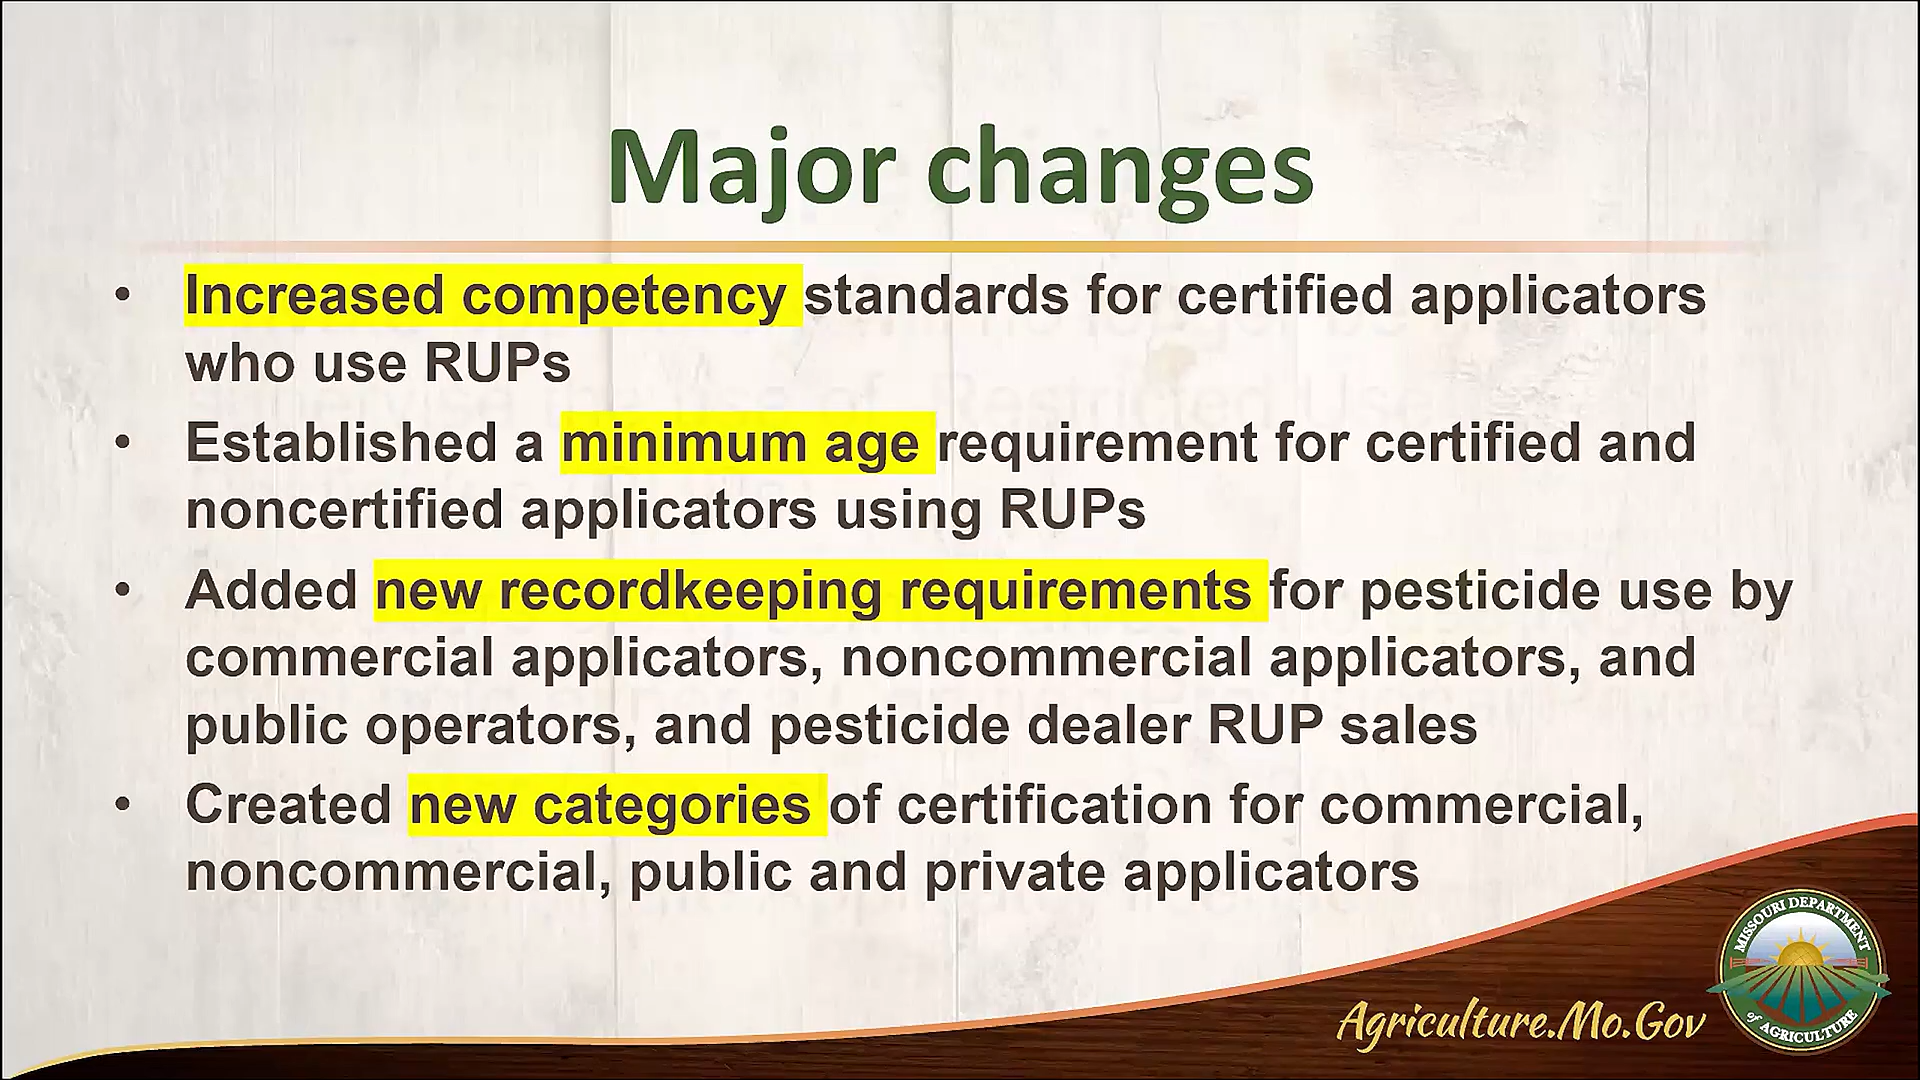 Major changes
• Increased competency standards for certified applicators
who use RUPs
• Established a minimum age requirement for certified and
noncertified applicators using RUPs
• Added new recordkeeping requirements for pesticide use by
commercial applicators, noncommercial applicators, and
public operators, and pesticide dealer RUP sales
• Created new categories of certification for commercial,
noncommercial, public and private applicators
Agriculture.Mo.Gov
MISSOURI DEPARTMENT
of AGRICULTURE